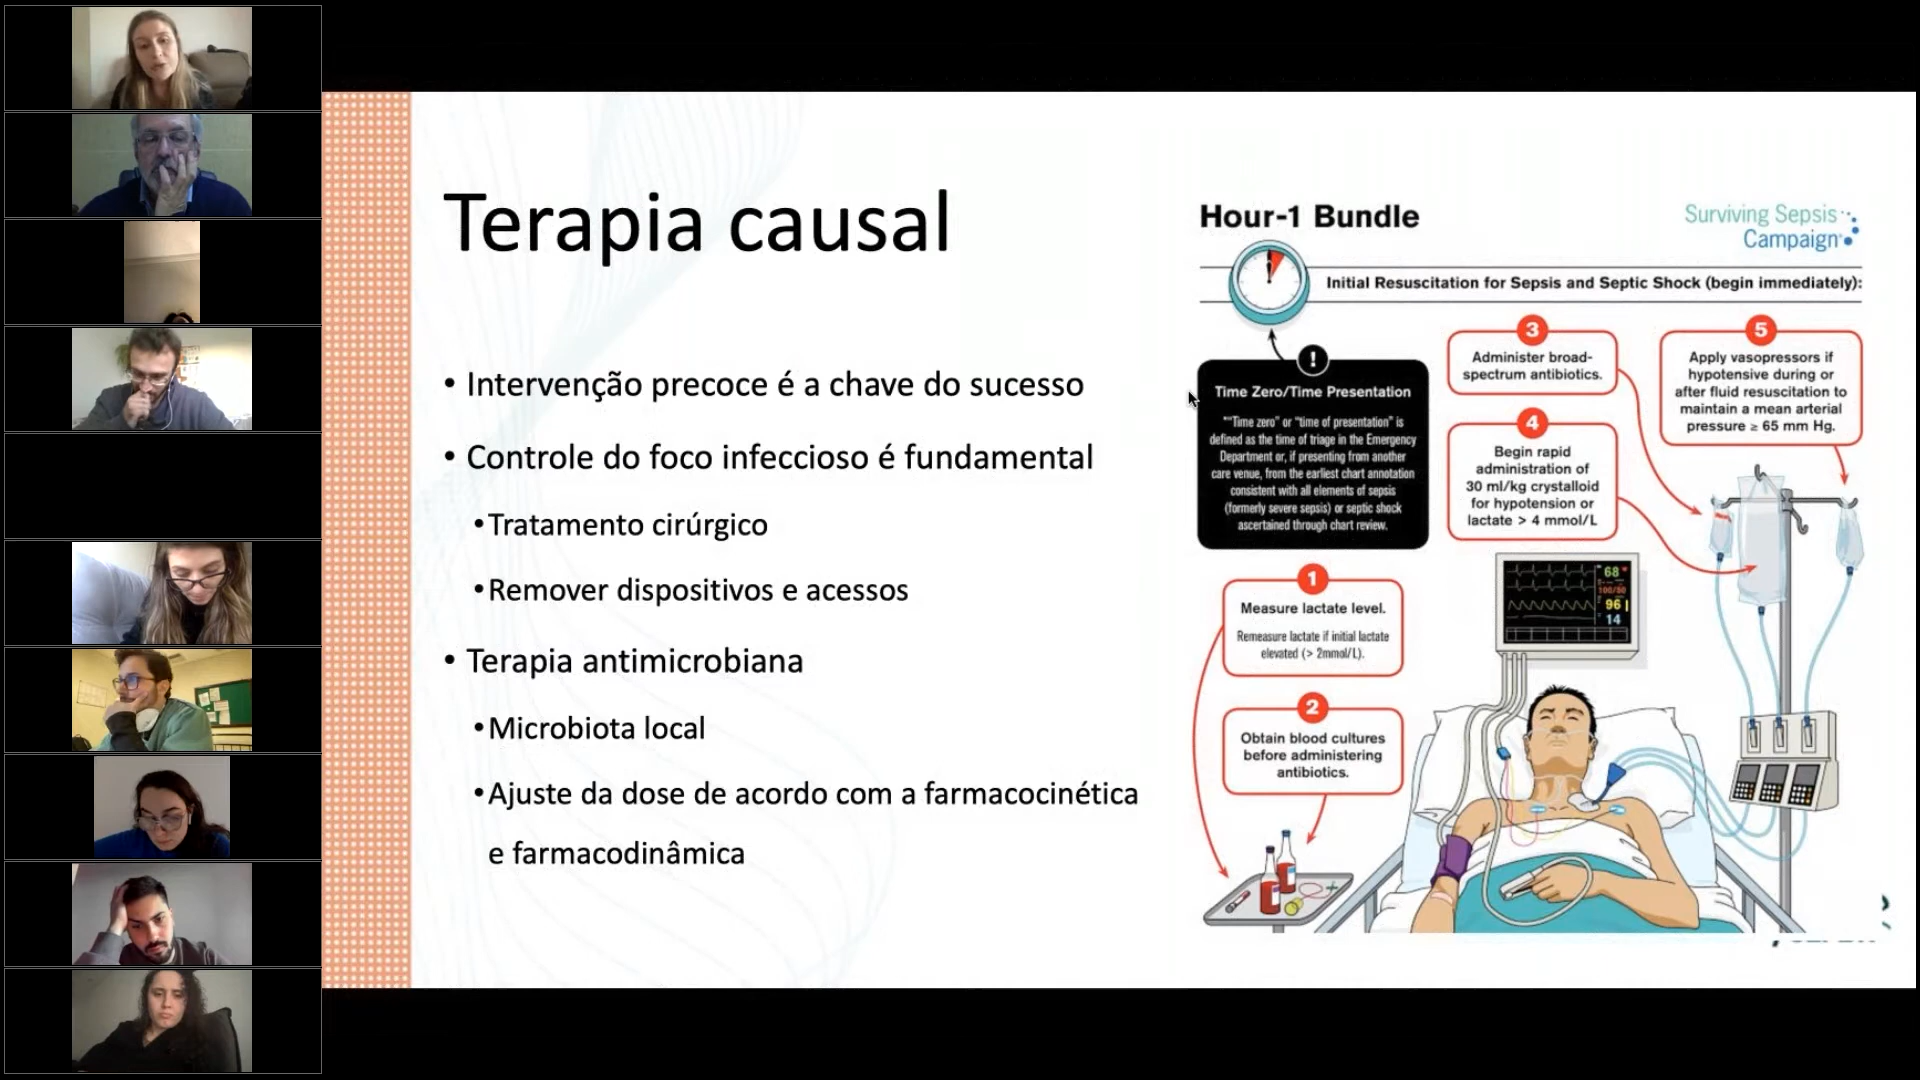 Terapia causal
• Intervenção precoce é a chave do sucesso
• Controle do foco infeccioso é fundamental
• Tratamento cirúrgico
• Remover dispositivos e acessos
• Terapia antimicrobiana
• Microbiota local
• Ajuste da dose de acordo com a farmacocinética
e farmacodinâmica
Hour-1 Bundle
Surviving Sepsis
Campaign
Initial Resuscitation for Sepsis and Septic Shock (begin immediately):
!
Time Zero/Time Presentation
*“Time zero” or “time of presentation” is
defined as the time of triage in the Emergency
Department or, if presenting from another
care venue, from the earliest chart annotation
consistent with all elements of sepsis
(formerly severe sepsis) or septic shock
ascertained through chart review.
1
Measure lactate level.
Remeasure lactate if initial lactate
elevated (> 2mmol/L).
2
Obtain blood cultures
before administering
antibiotics.
3
Administer broad-
spectrum antibiotics.
4
Begin rapid
administration of
30 ml/kg crystalloid
for hypotension or
lactate > 4 mmol/L
5
Apply vasopressors if
hypotensive during or
after fluid resuscitation to
maintain a mean arterial
pressure ≥ 65 mm Hg.
68
100/80
96
14